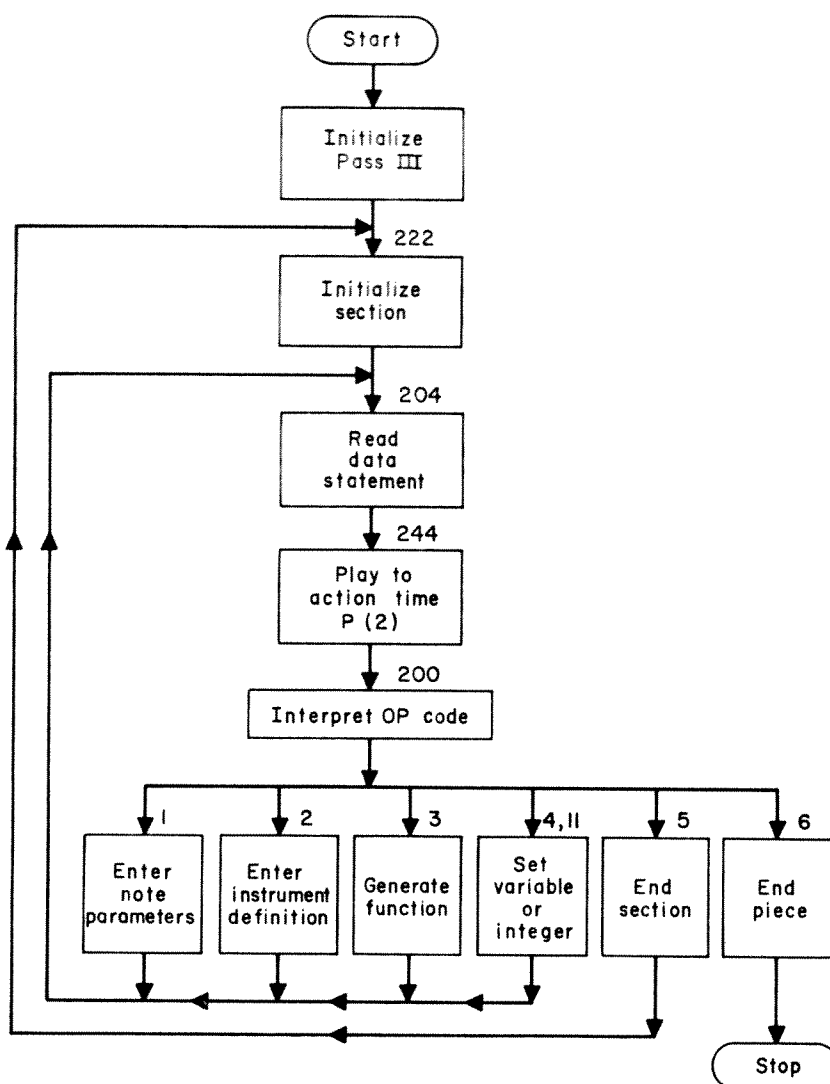 Start
Initialize
Pass III
222
Initialize
section
204
Read
data
statement
244
Play to
action time
P (2)
200
Interpret OP code
1
2
3
4, 11
5
6
Enter
note
parameters
Enter
instrument
definition
Generate
function
Set
variable
or
integer
End
section
End
piece
Stop